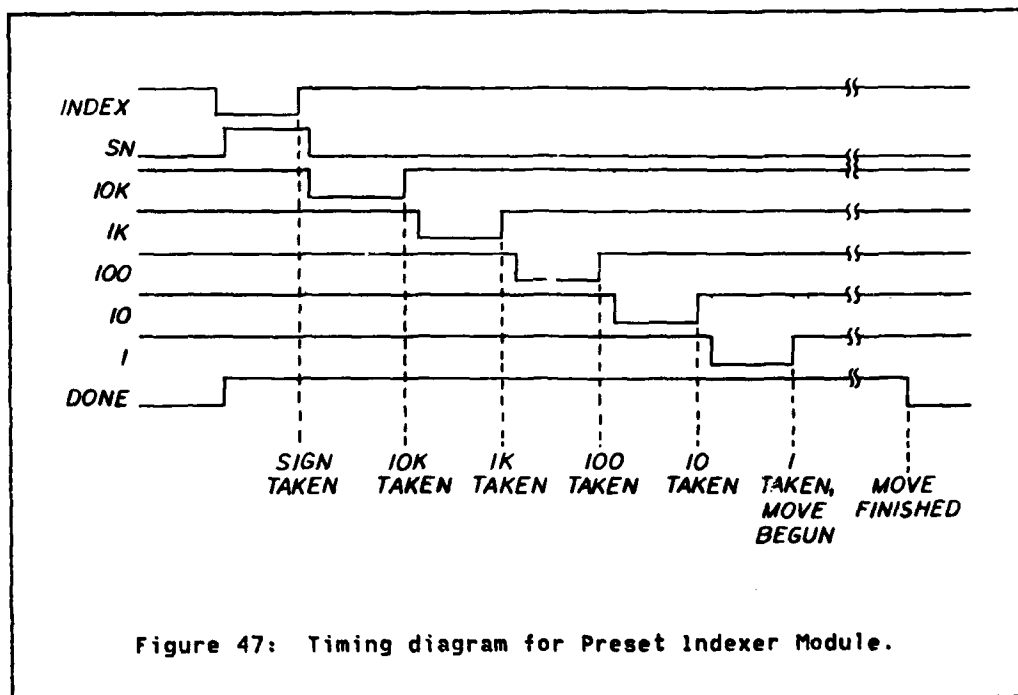 INDEX
SN
10K
1K
100
10
1
DONE
SIGN TAKEN
10K TAKEN
1K TAKEN
100 TAKEN
10 TAKEN
1 TAKEN, MOVE BEGUN
MOVE FINISHED
Figure 47: Timing diagram for Preset Indexer Module.